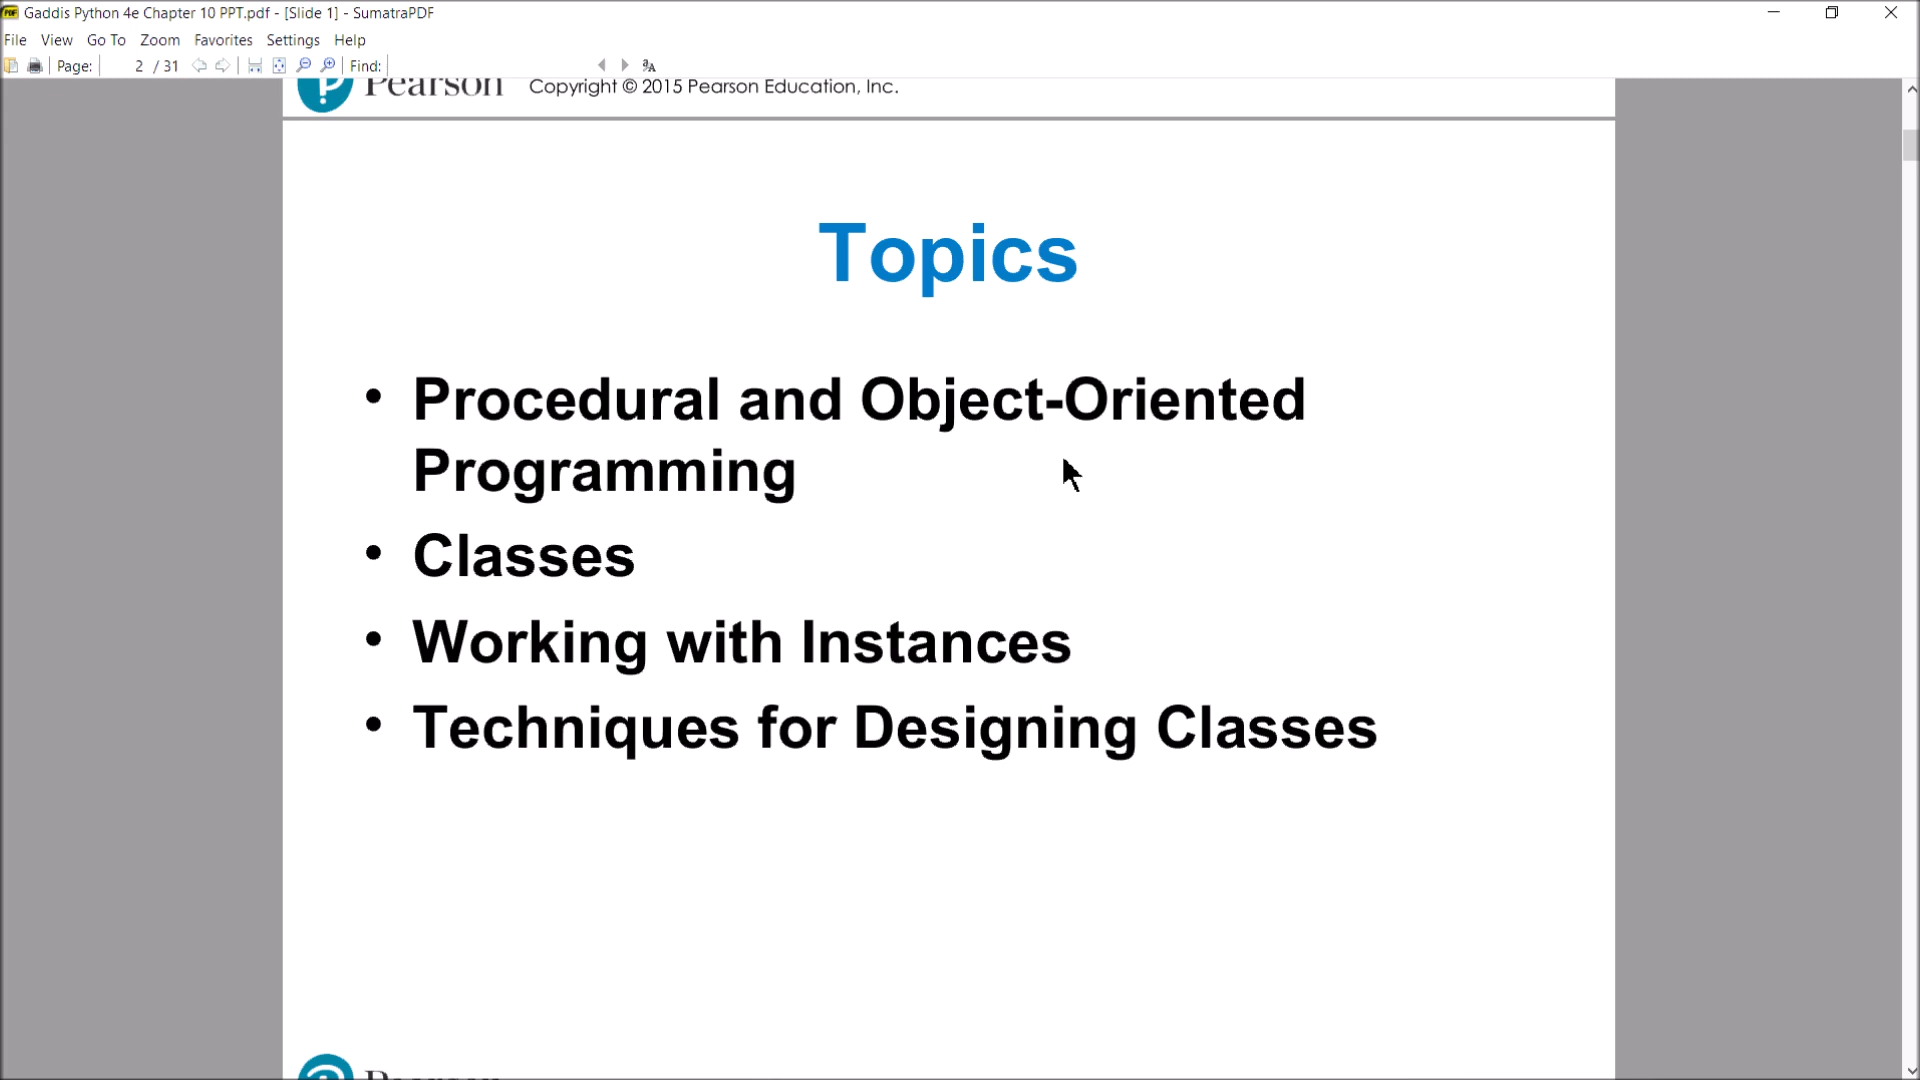 Gaddis Python 4e Chapter 10 PPT.pdf - [Slide 1] - SumatraPDF
File View Go To Zoom Favorites Settings Help
Page: 2 / 31 Find:
Pearson Copyright © 2015 Pearson Education, Inc.
Topics
• Procedural and Object-Oriented
Programming
• Classes
• Working with Instances
• Techniques for Designing Classes
Pearson